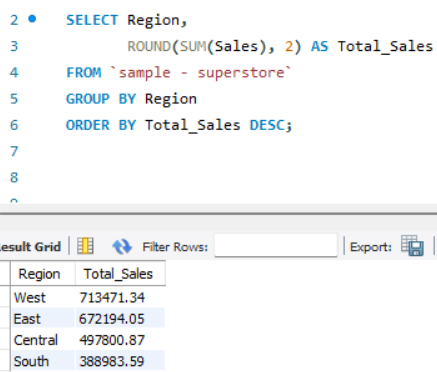 2 SELECT Region,
3 ROUND(SUM(Sales), 2) AS Total_Sales
4 FROM `sample - superstore`
5 GROUP BY Region
6 ORDER BY Total_Sales DESC;
7
8
esult Grid Filter Rows: Export:
Region Total_Sales
West 713471.34
East 672194.05
Central 497800.87
South 388983.59